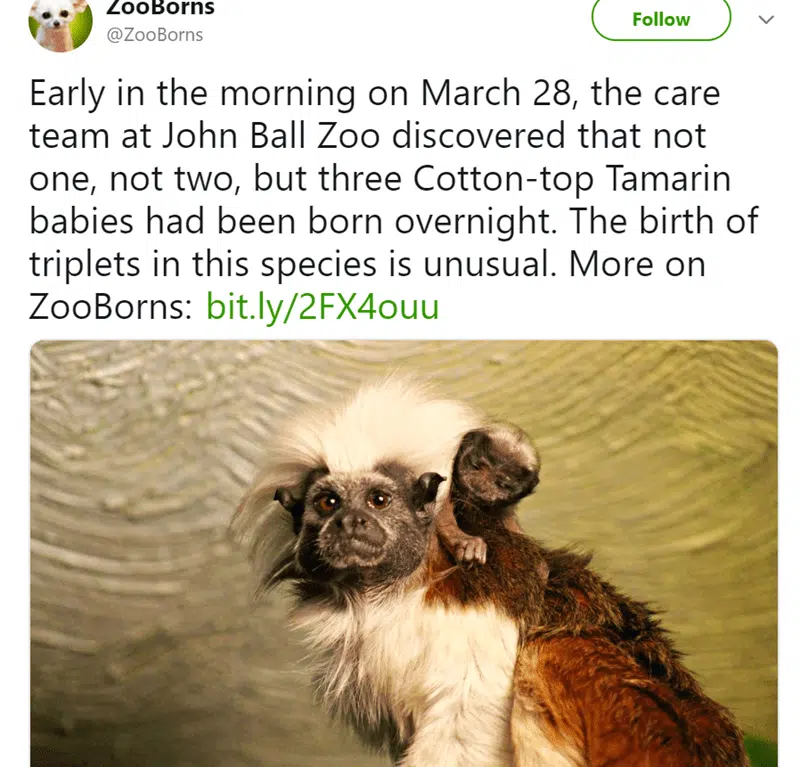 ZooBorns
@ZooBorns
Follow
Early in the morning on March 28, the care
team at John Ball Zoo discovered that not
one, not two, but three Cotton-top Tamarin
babies had been born overnight. The birth of
triplets in this species is unusual. More on
ZooBorns: bit.ly/2FX4ouu